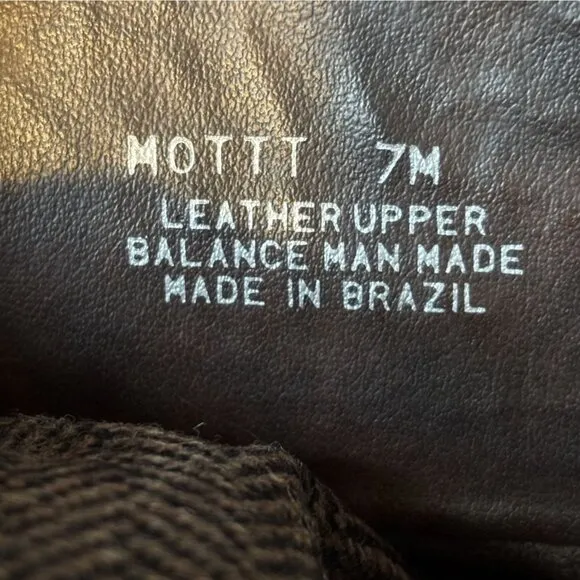 MOTTT 7M
LEATHER UPPER
BALANCE MAN MADE
MADE IN BRAZIL